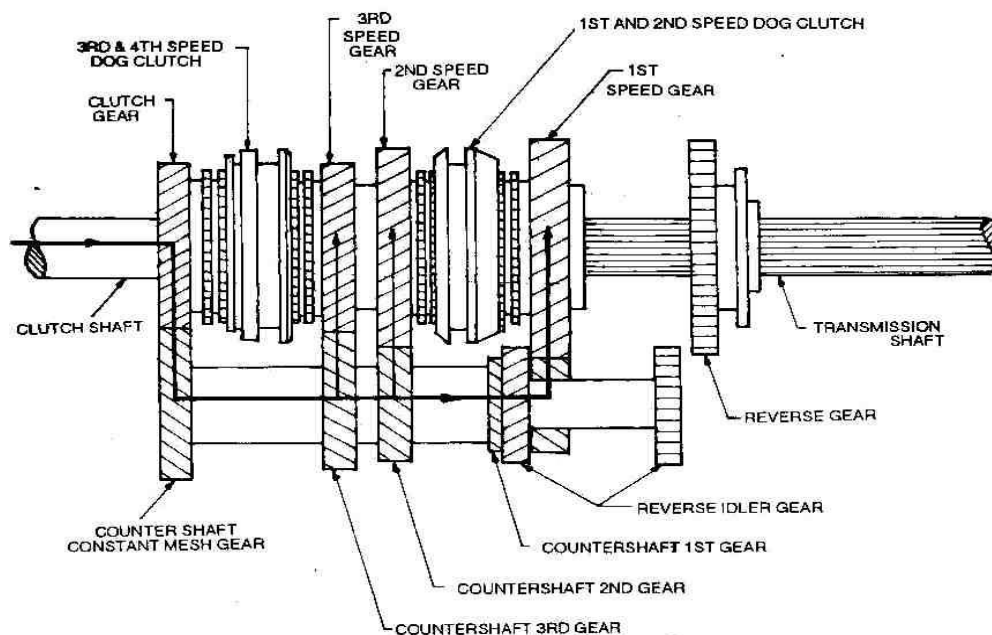 3RD
SPEED
GEAR
1ST AND 2ND SPEED DOG CLUTCH
3RD & 4TH SPEED
DOG CLUTCH
2ND SPEED GEAR
1ST
SPEED GEAR
CLUTCH
GEAR
CLUTCH SHAFT
TRANSMISSION
SHAFT
REVERSE GEAR
REVERSE IDLER GEAR
COUNTER SHAFT
CONSTANT MESH GEAR
COUNTERSHAFT 1ST GEAR
COUNTERSHAFT 2ND GEAR
COUNTERSHAFT 3RD GEAR